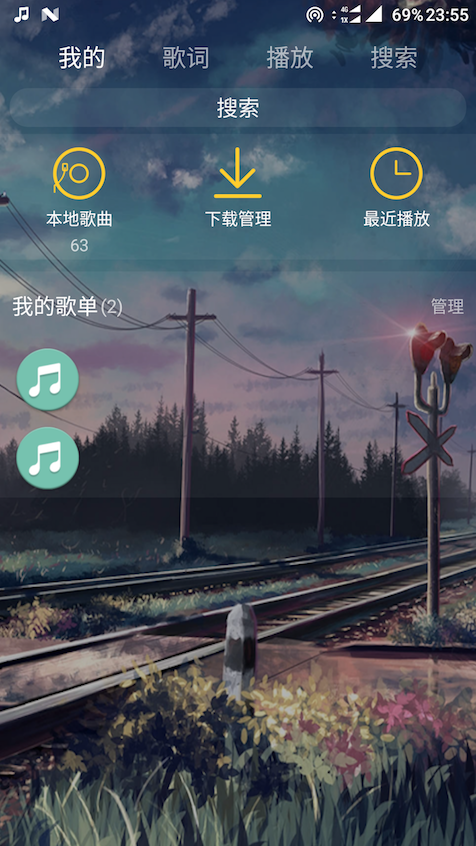 4G
1X
69% 23:55
我的 歌词 播放 搜索
搜索
本地歌曲 下载管理 最近播放
63
我的歌单(2) 管理